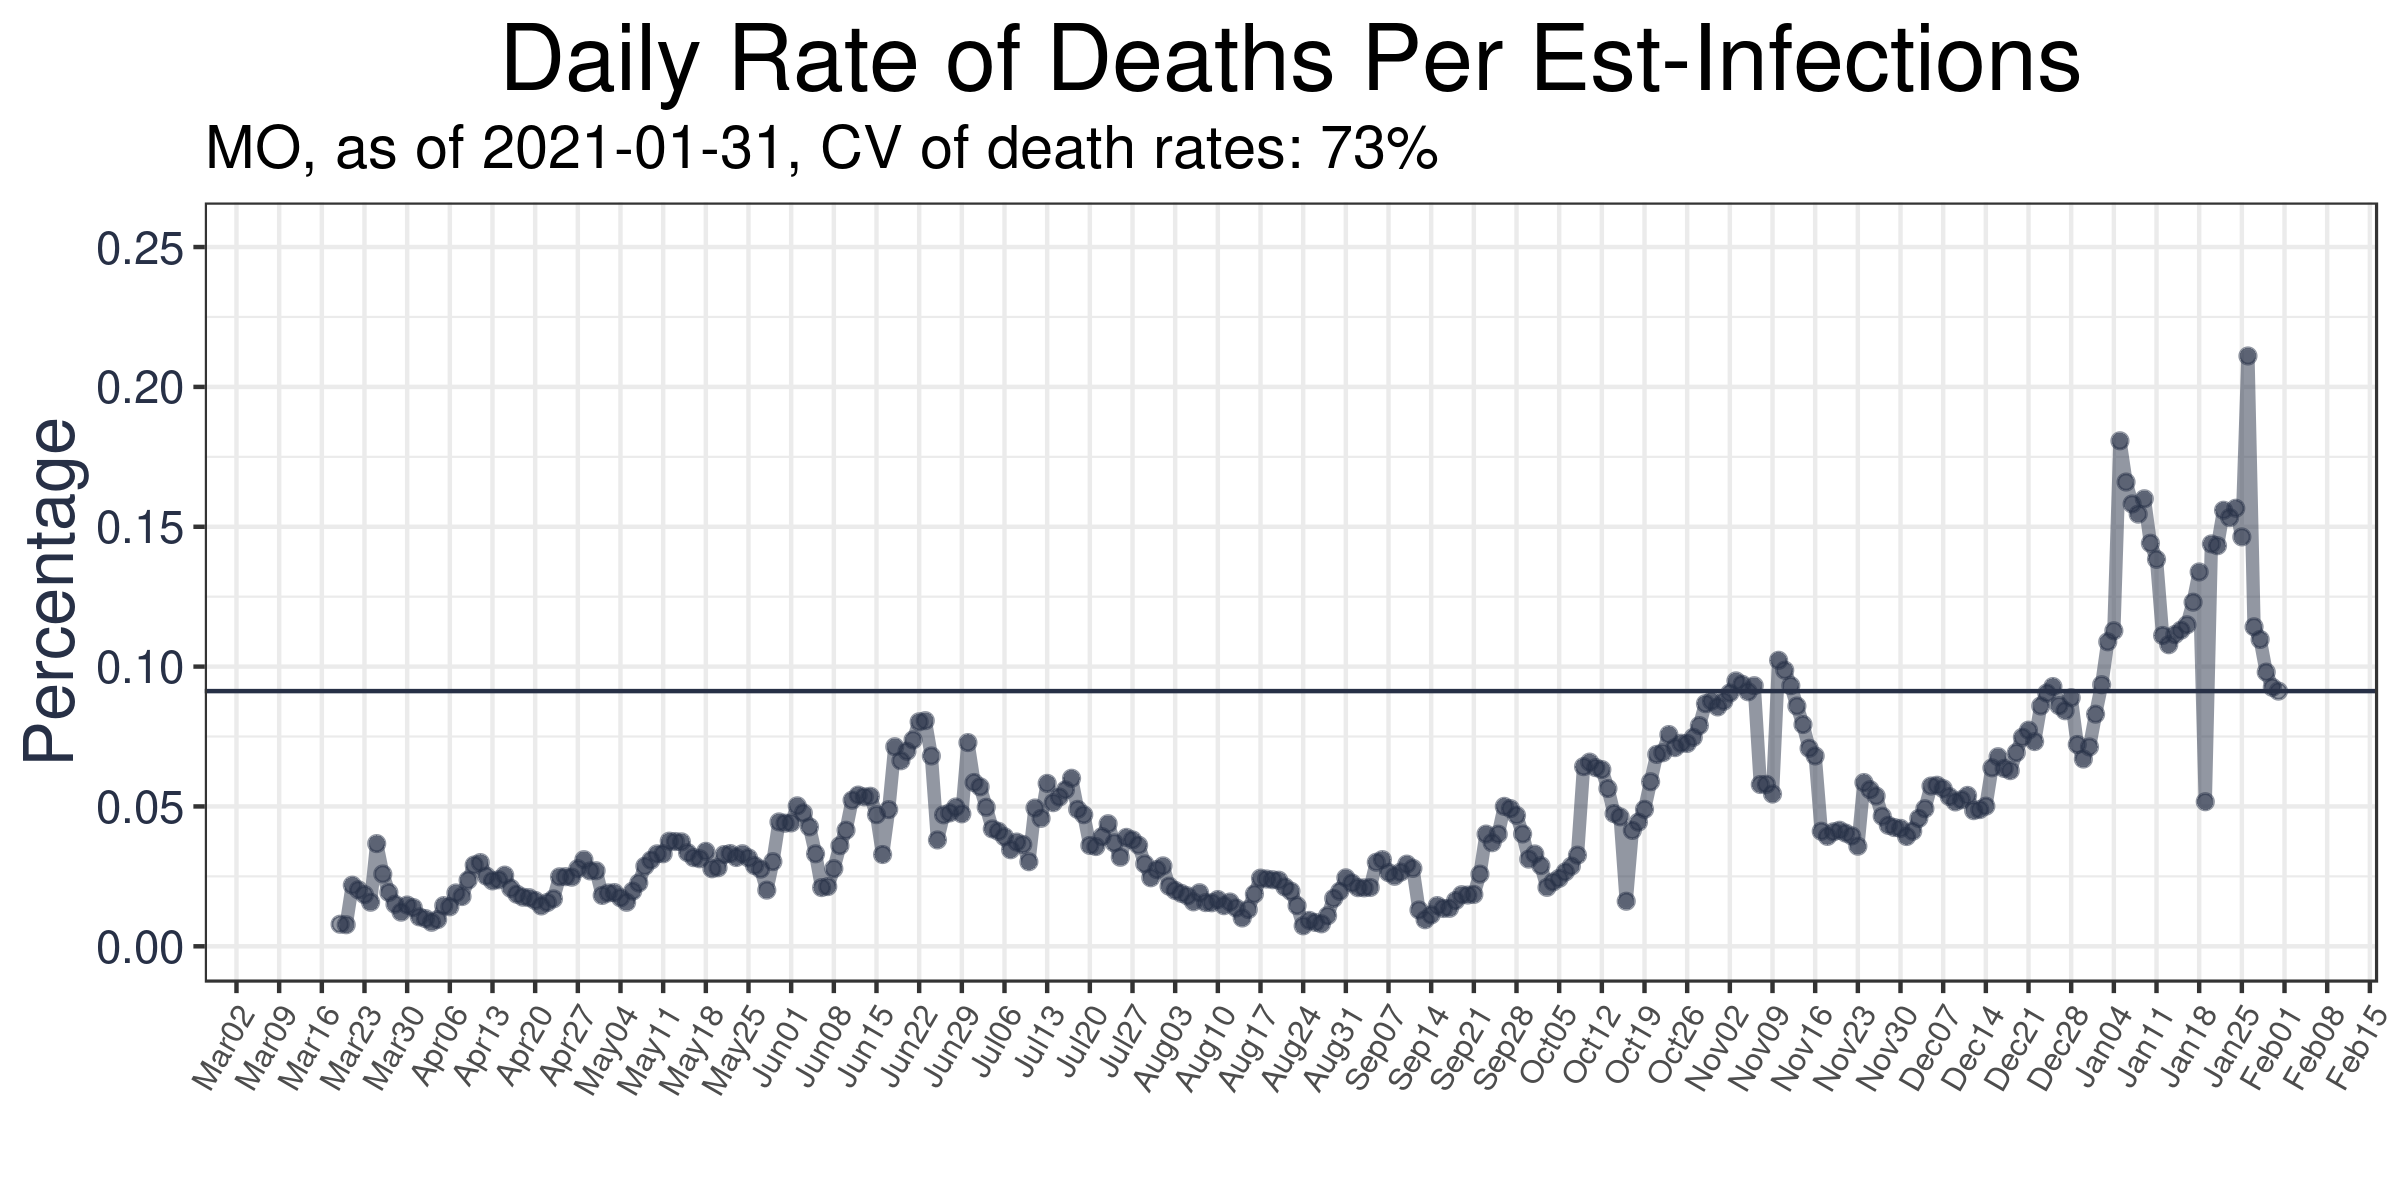 Daily Rate of Deaths Per Est-Infections
MO, as of 2021-01-31, CV of death rates: 73%
Percentage
0.25
0.20
0.15
0.10
0.05
0.00
Mar02
Mar09
Mar16
Mar23
Mar30
Apr06
Apr13
Apr20
Apr27
May04
May11
May18
May25
Jun01
Jun08
Jun15
Jun22
Jun29
Jul06
Jul13
Jul20
Jul27
Aug03
Aug10
Aug17
Aug24
Aug31
Sep07
Sep14
Sep21
Sep28
Oct05
Oct12
Oct19
Oct26
Nov02
Nov09
Nov16
Nov23
Nov30
Dec07
Dec14
Dec21
Dec28
Jan04
Jan11
Jan18
Jan25
Feb01
Feb08
Feb15